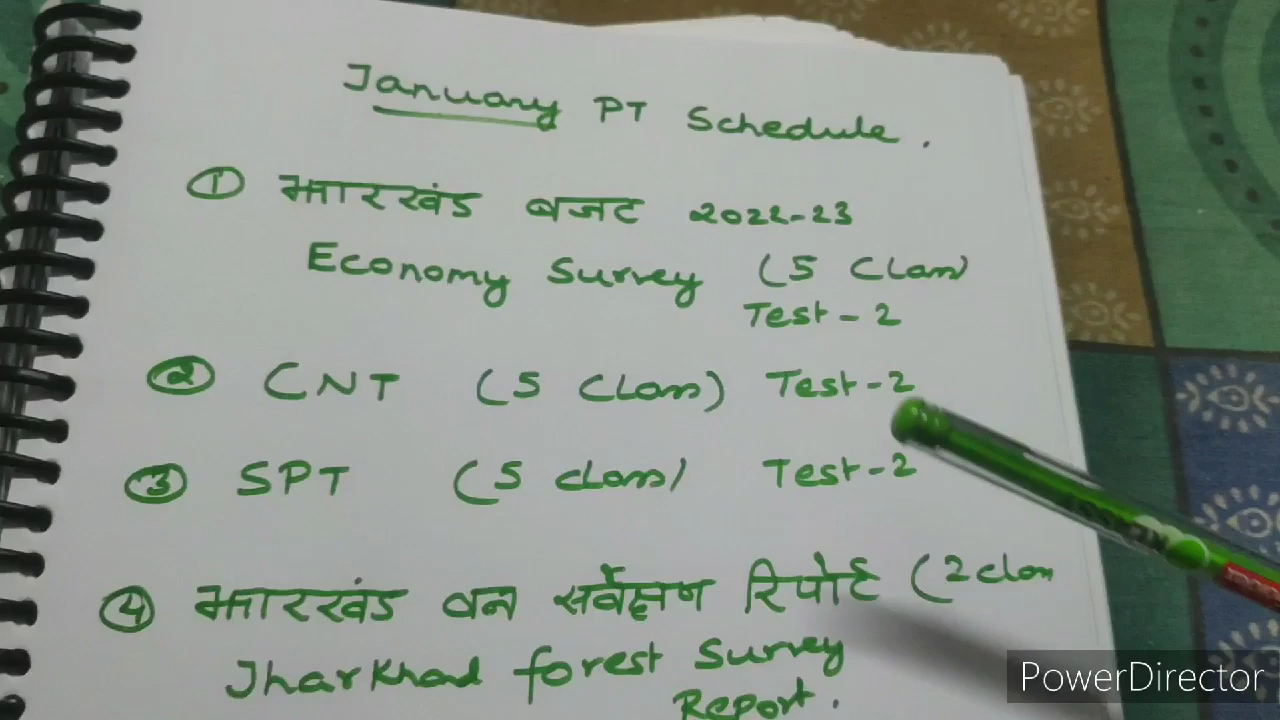 January PT Schedule.
① झारखंड बजट 2022-23
Economy Survey (5 Class)
Test-2
② CNT (5 Class) Test-2
③ SPT (5 class) Test-2
④ झारखंड वन सर्वेक्षण रिपोर्ट (2 class
Jharkhand forest Survey
Report.
PowerDirector